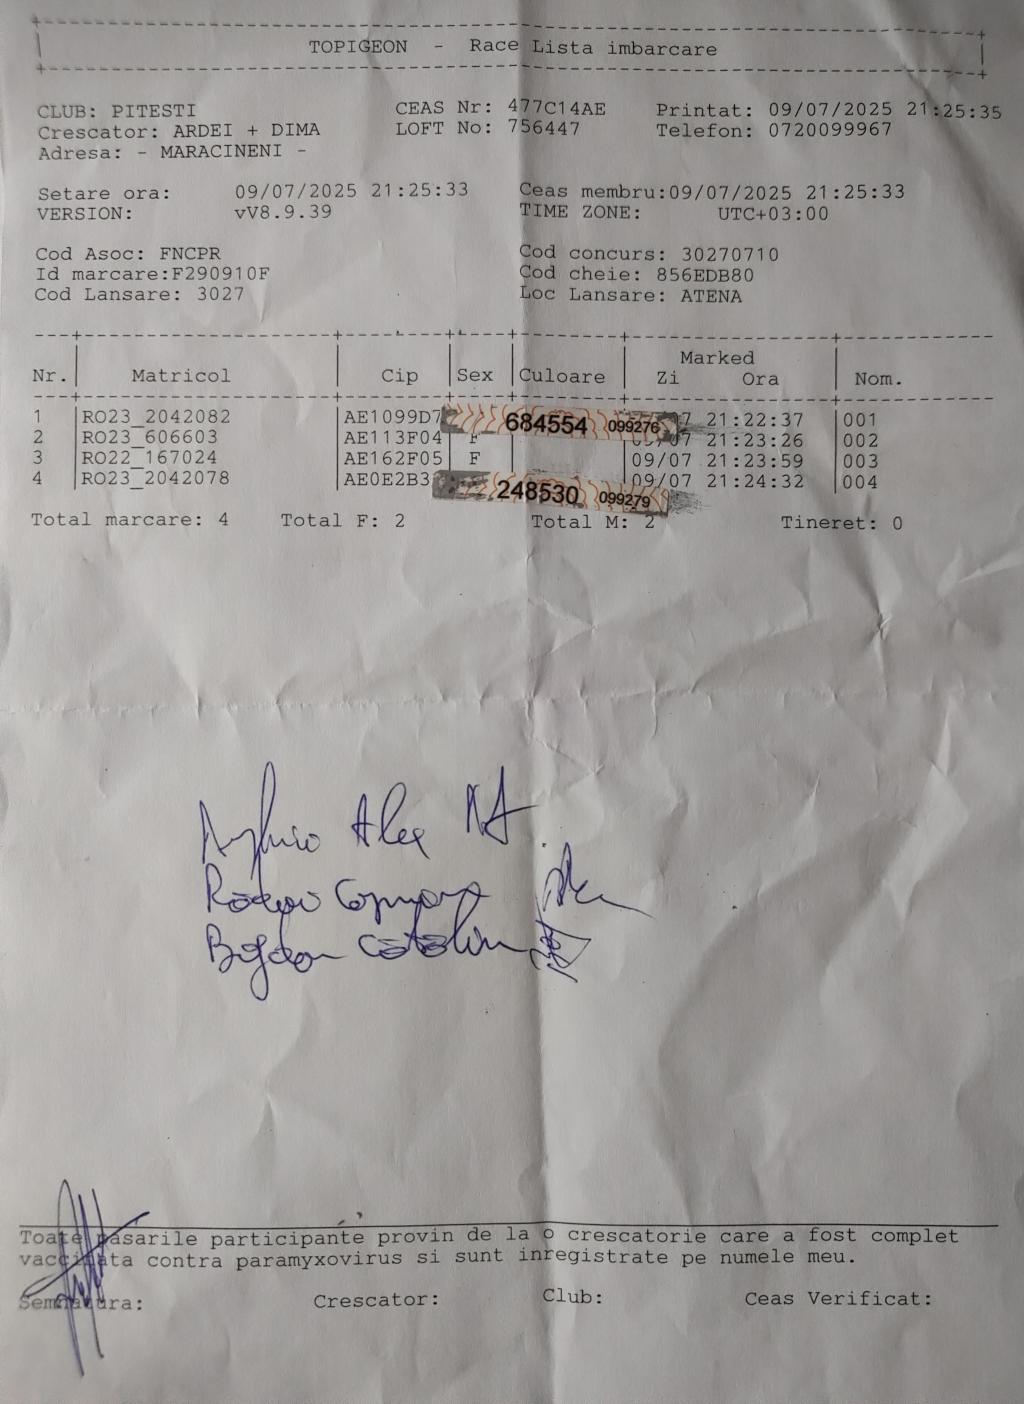 TOPIGEON - Race Lista imbarcare
CLUB: PITESTI CEAS Nr: 477C14AE Printat: 09/07/2025 21:25:35
Crescator: ARDEI + DIMA LOFT No: 756447 Telefon: 0720099967
Adresa: - MARACINENI -
Setare ora: 09/07/2025 21:25:33 Ceas membru:09/07/2025 21:25:33
VERSION: vV8.9.39 TIME ZONE: UTC+03:00
Cod Asoc: FNCPR Cod concurs: 30270710
Id marcare:F290910F Cod cheie: 856EDB80
Cod Lansare: 3027 Loc Lansare: ATENA
Marked
Nr. Matricol Cip Sex Culoare Zi Ora Nom.
1 RO23_2042082 AE1099D7 684554 099276 21:22:37 001
2 RO23_606603 AE113F04 F 09/07 21:23:26 002
3 RO22_167024 AE162F05 F 09/07 21:23:59 003
4 RO23_2042078 AE0E2B3 248530 099279 09/07 21:24:32 004
Total marcare: 4 Total F: 2 Total M: 2 Tineret: 0
Alex
Bogdan Catalin
Toate pasarile participante provin de la o crescatorie care a fost complet
vaccinata contra paramyxovirus si sunt inregistrate pe numele meu.
Semnatura: Crescator: Club: Ceas Verificat: